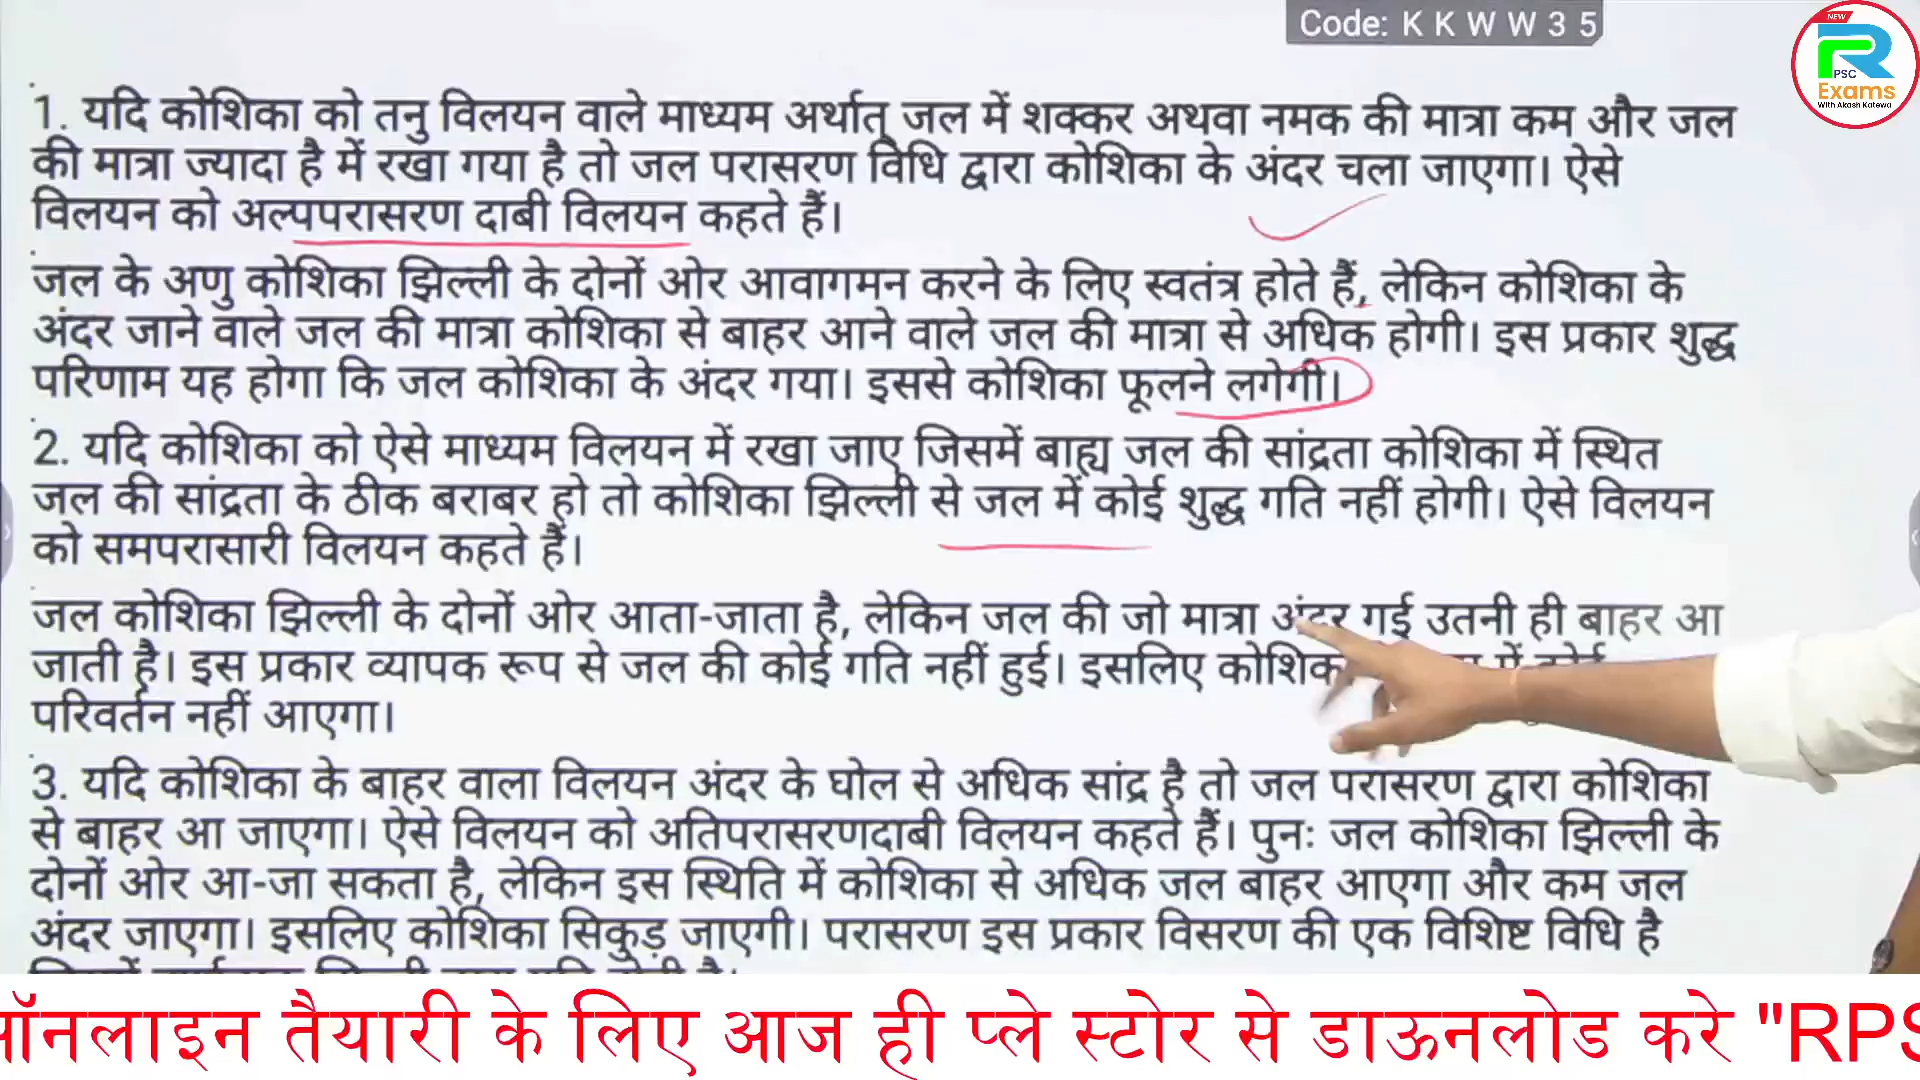 Code: K K W W 3 5
NEW
PSC
Exams
With Akash Katewa
1. यदि कोशिका को तनु विलयन वाले माध्यम अर्थात् जल में शक्कर अथवा नमक की मात्रा कम और जल
की मात्रा ज्यादा है में रखा गया है तो जल परासरण विधि द्वारा कोशिका के अंदर चला जाएगा। ऐसे
विलयन को अल्पपरासरण दाबी विलयन कहते हैं।
जल के अणु कोशिका झिल्ली के दोनों ओर आवागमन करने के लिए स्वतंत्र होते हैं, लेकिन कोशिका के
अंदर जाने वाले जल की मात्रा कोशिका से बाहर आने वाले जल की मात्रा से अधिक होगी। इस प्रकार शुद्ध
परिणाम यह होगा कि जल कोशिका के अंदर गया। इससे कोशिका फूलने लगेगी।
2. यदि कोशिका को ऐसे माध्यम विलयन में रखा जाए जिसमें बाह्य जल की सांद्रता कोशिका में स्थित
जल की सांद्रता के ठीक बराबर हो तो कोशिका झिल्ली से जल में कोई शुद्ध गति नहीं होगी। ऐसे विलयन
को समपरासारी विलयन कहते हैं।
जल कोशिका झिल्ली के दोनों ओर आता-जाता है, लेकिन जल की जो मात्रा अंदर गई उतनी ही बाहर आ
जाती है। इस प्रकार व्यापक रूप से जल की कोई गति नहीं हुई। इसलिए
परिवर्तन नहीं आएगा।
3. यदि कोशिका के बाहर वाला विलयन अंदर के घोल से अधिक सांद्र है तो जल परासरण द्वारा कोशिका
से बाहर आ जाएगा। ऐसे विलयन को अतिपरासरणदाबी विलयन कहते हैं। पुनः जल कोशिका झिल्ली के
दोनों ओर आ-जा सकता है, लेकिन इस स्थिति में कोशिका से अधिक जल बाहर आएगा और कम जल
अंदर जाएगा। इसलिए कोशिका सिकुड़ जाएगी। परासरण इस प्रकार विसरण की एक विशिष्ट विधि है
ऑनलाइन तैयारी के लिए आज ही प्ले स्टोर से डाऊनलोड करे "RPS